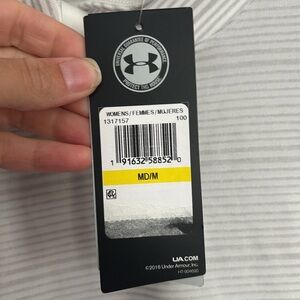 UNIVERSAL GUARANTEE OF PERFORMANCE
PROTECT THIS HOUSE
WOMENS/FEMMES/MUJERES
1317157 100
1 91632 58852 0
MD/M
UA.COM
©2016 Under Armour, Inc.